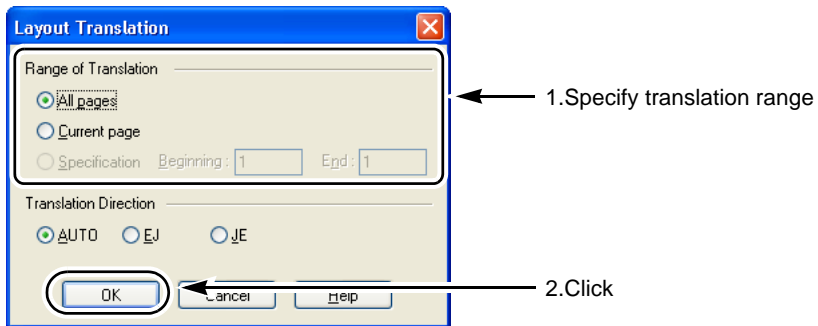 Layout Translation
Range of Translation
All pages
1.Specify translation range
Current page
Specification Beginning : 1 End : 1
Translation Direction
AUTO EJ JE
OK Cancel Help
2.Click